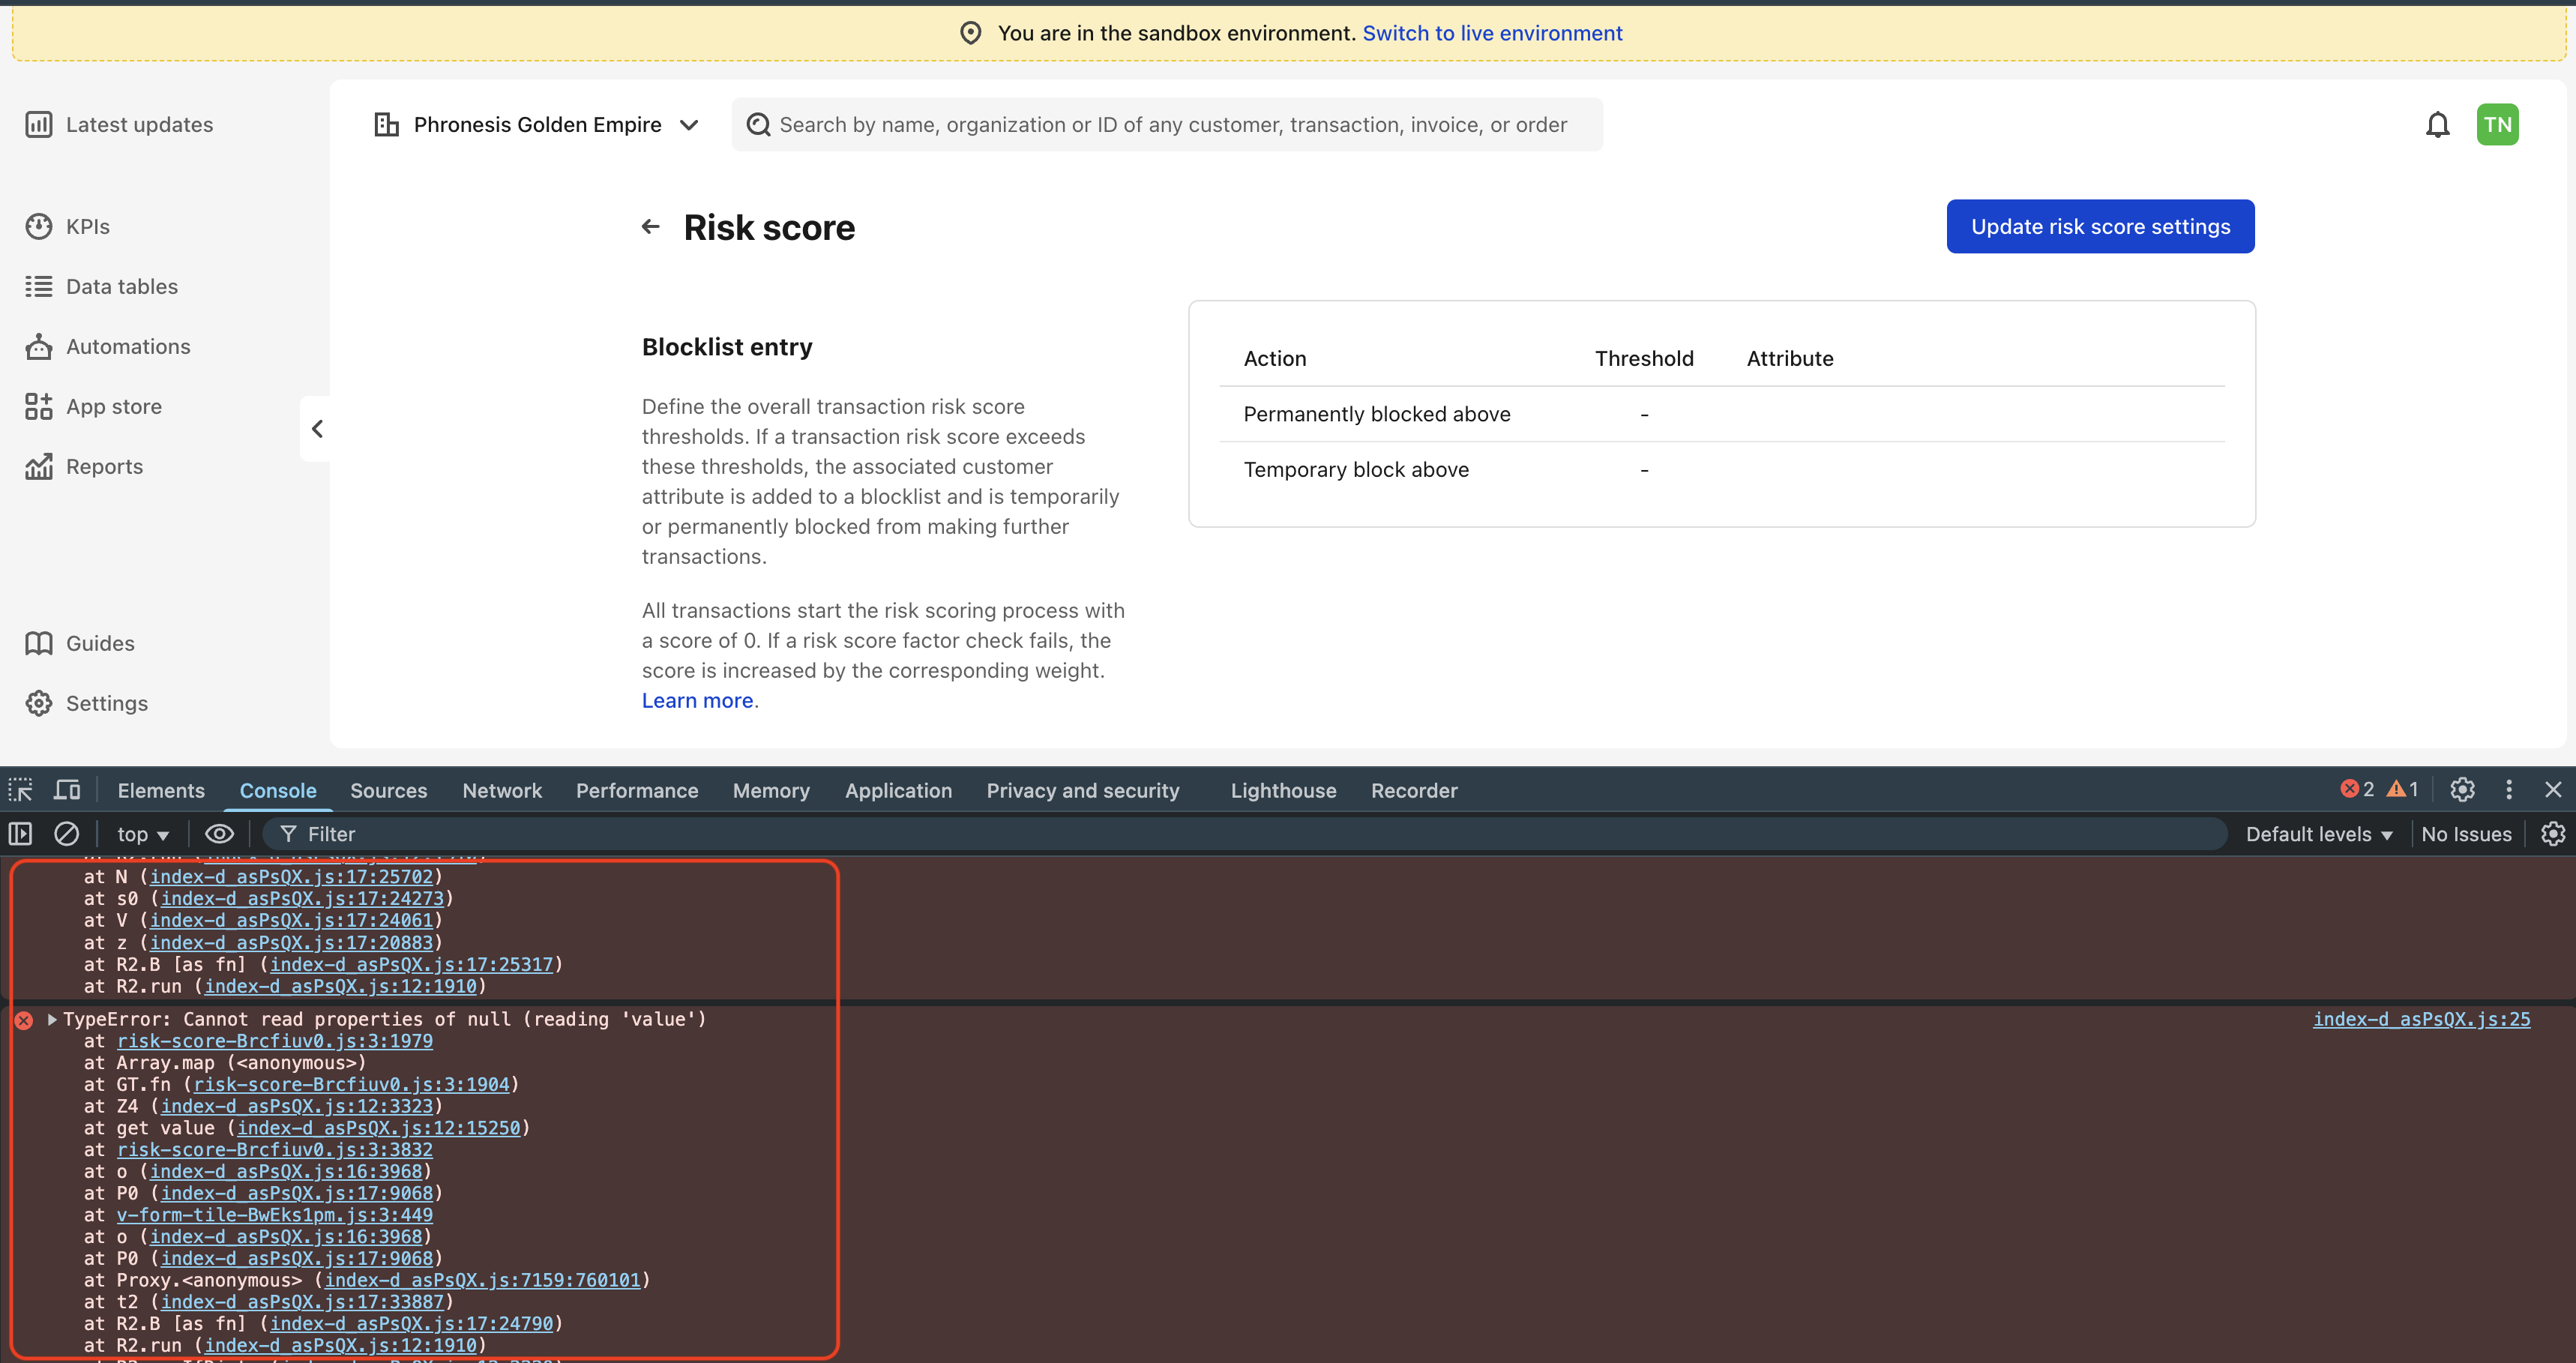 You are in the sandbox environment. Switch to live environment
Latest updates
Phronesis Golden Empire
Search by name, organization or ID of any customer, transaction, invoice, or order
TN
KPIs
Data tables
Automations
App store
Reports
Guides
Settings
Risk score
Update risk score settings
Blocklist entry
Define the overall transaction risk score
thresholds. If a transaction risk score exceeds
these thresholds, the associated customer
attribute is added to a blocklist and is temporarily
or permanently blocked from making further
transactions.
All transactions start the risk scoring process with
a score of 0. If a risk score factor check fails, the
score is increased by the corresponding weight.
Learn more.
Action Threshold Attribute
Permanently blocked above -
Temporary block above -
Elements Console Sources Network Performance Memory Application Privacy and security Lighthouse Recorder 2 1
top Filter Default levels No Issues
at N (index-d_asPsQX.js:17:25702)
at s0 (index-d_asPsQX.js:17:24273)
at V (index-d_asPsQX.js:17:24061)
at z (index-d_asPsQX.js:17:20883)
at R2.B [as fn] (index-d_asPsQX.js:17:25317)
at R2.run (index-d_asPsQX.js:12:1910)
TypeError: Cannot read properties of null (reading 'value') index-d_asPsQX.js:25
at risk-score-Brcfiuv0.js:3:1979
at Array.map (<anonymous>)
at GT.fn (risk-score-Brcfiuv0.js:3:1904)
at Z4 (index-d_asPsQX.js:12:3323)
at get value (index-d_asPsQX.js:12:15250)
at risk-score-Brcfiuv0.js:3:3832
at o (index-d_asPsQX.js:16:3968)
at P0 (index-d_asPsQX.js:17:9068)
at v-form-tile-BwEks1pm.js:3:449
at o (index-d_asPsQX.js:16:3968)
at P0 (index-d_asPsQX.js:17:9068)
at Proxy.<anonymous> (index-d_asPsQX.js:7159:760101)
at t2 (index-d_asPsQX.js:17:33887)
at R2.B [as fn] (index-d_asPsQX.js:17:24790)
at R2.run (index-d_asPsQX.js:12:1910)